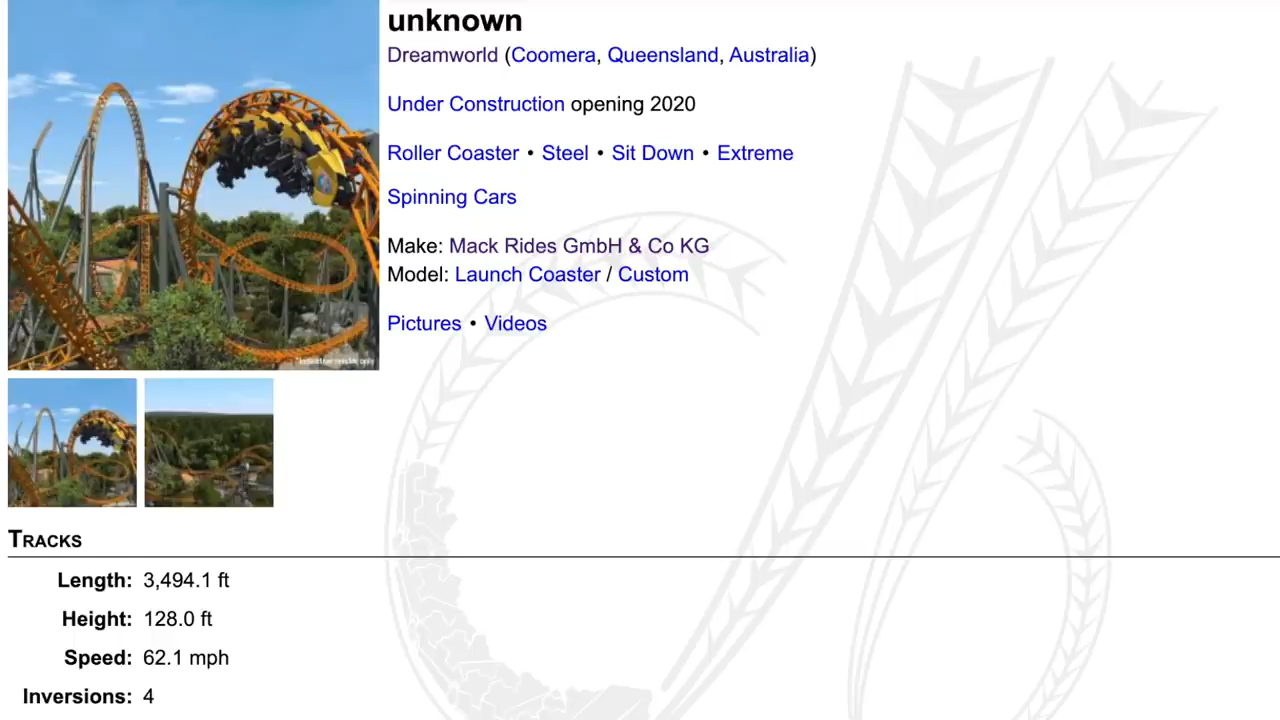 unknown
Dreamworld (Coomera, Queensland, Australia)
Under Construction opening 2020
Roller Coaster • Steel • Sit Down • Extreme
Spinning Cars
Make: Mack Rides GmbH & Co KG
Model: Launch Coaster / Custom
Pictures • Videos
TRACKS
Length: 3,494.1 ft
Height: 128.0 ft
Speed: 62.1 mph
Inversions: 4